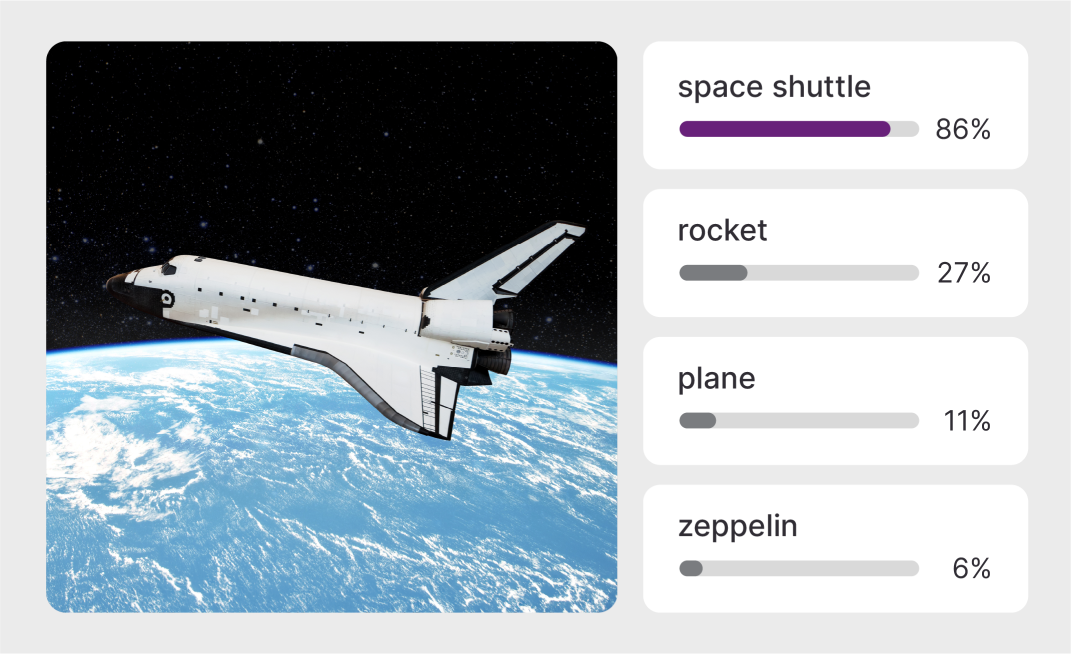 space shuttle
86%
rocket
27%
plane
11%
zeppelin
6%